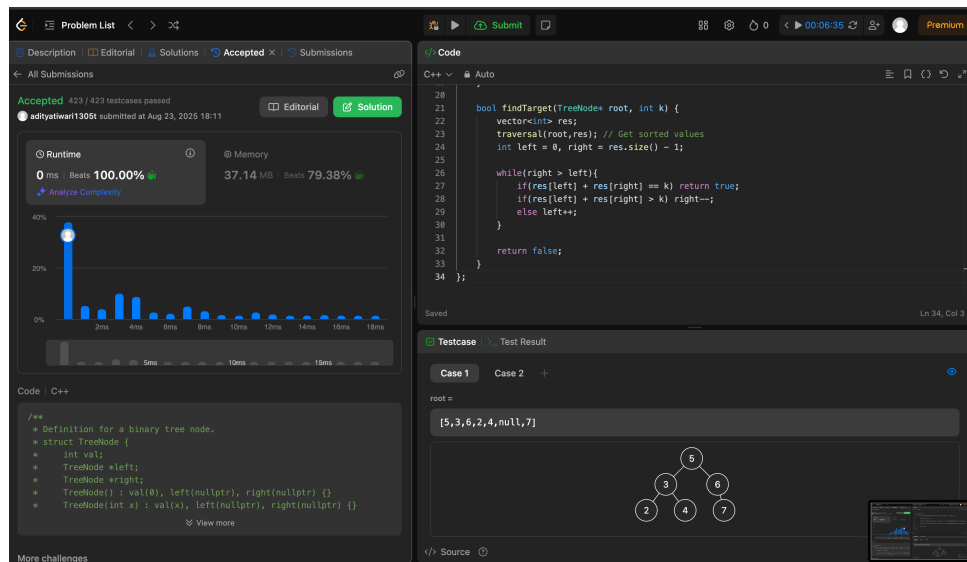 Problem List
Submit
0
00:06:35
Premium
Description
Editorial
Solutions
Accepted
Submissions
All Submissions
Accepted 423 / 423 testcases passed
Editorial
Solution
adityatiwari1305t submitted at Aug 23, 2025 18:11
Runtime
0 ms Beats 100.00%
Analyze Complexity
Memory
37.14 MB Beats 79.38%
40%
20%
0%
2ms 4ms 6ms 8ms 10ms 12ms 14ms 16ms 18ms
5ms 10ms 15ms
Code C++
/**
* Definition for a binary tree node.
* struct TreeNode {
*     int val;
*     TreeNode *left;
*     TreeNode *right;
*     TreeNode() : val(0), left(nullptr), right(nullptr) {}
*     TreeNode(int x) : val(x), left(nullptr), right(nullptr) {}
View more
More challenges
</> Code
C++ Auto
20
21 bool findTarget(TreeNode* root, int k) {
22 vector<int> res;
23 traversal(root,res); // Get sorted values
24 int left = 0, right = res.size() - 1;
25
26 while(right > left){
27 if(res[left] + res[right] == k) return true;
28 if(res[left] + res[right] > k) right--;
29 else left++;
30 }
31
32 return false;
33 }
34 };
Saved
Ln 34, Col 3
Testcase
>_ Test Result
Case 1
Case 2
+
root =
[5,3,6,2,4,null,7]
5
3 6
2 4 7
</> Source